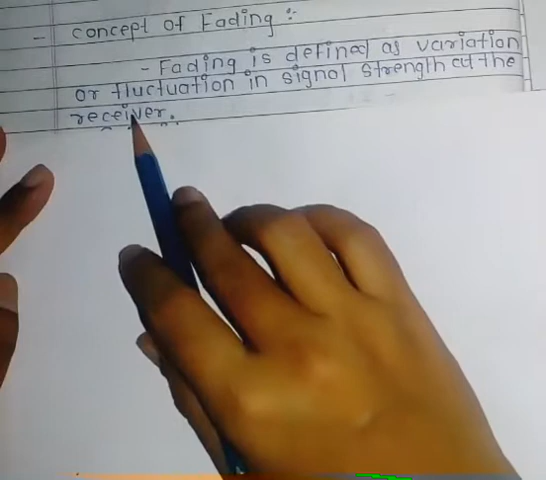 - concept of Fading :-
- Fading is defined as variation
or fluctuation in signal strength at the
receiver.